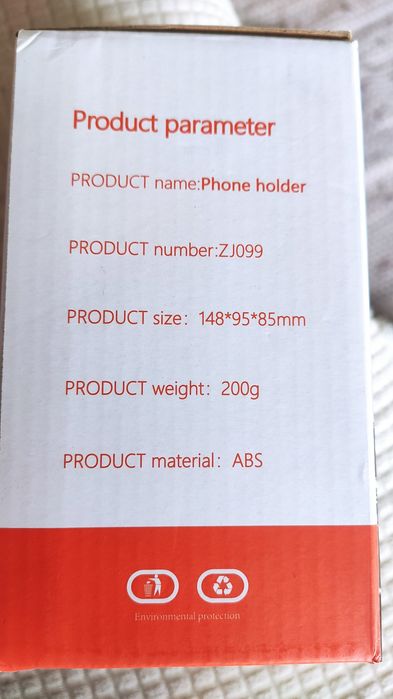 Product parameter
PRODUCT name:Phone holder
PRODUCT number:ZJ099
PRODUCT size: 148*95*85mm
PRODUCT weight: 200g
PRODUCT material: ABS
Environmental protection